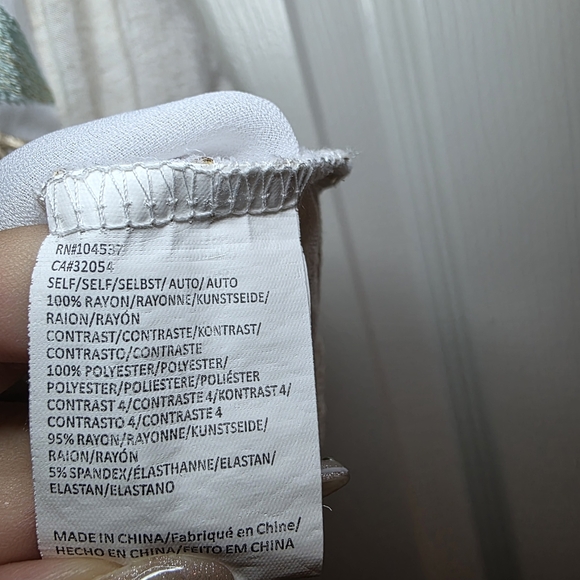 RN#104537
CA#32054
SELF/SELF/SELBST/ AUTO/ AUTO
100% RAYON/RAYONNE/KUNSTSEIDE/
RAION/RAYÓN
CONTRAST/CONTRASTE/KONTRAST/
CONTRASTO/CONTRASTE
100% POLYESTER/POLYESTER/
POLYESTER/POLIESTERE/POLIÉSTER
CONTRAST 4/CONTRASTE 4/KONTRAST 4/
CONTRASTO 4/CONTRASTE 4
95% RAYON/RAYONNE/KUNSTSEIDE/
RAION/RAYÓN
5% SPANDEX/ÉLASTHANNE/ELASTAN/
ELASTAN/ELASTANO
MADE IN CHINA/Fabriqué en Chine/
HECHO EN CHINA/FEITO EM CHINA